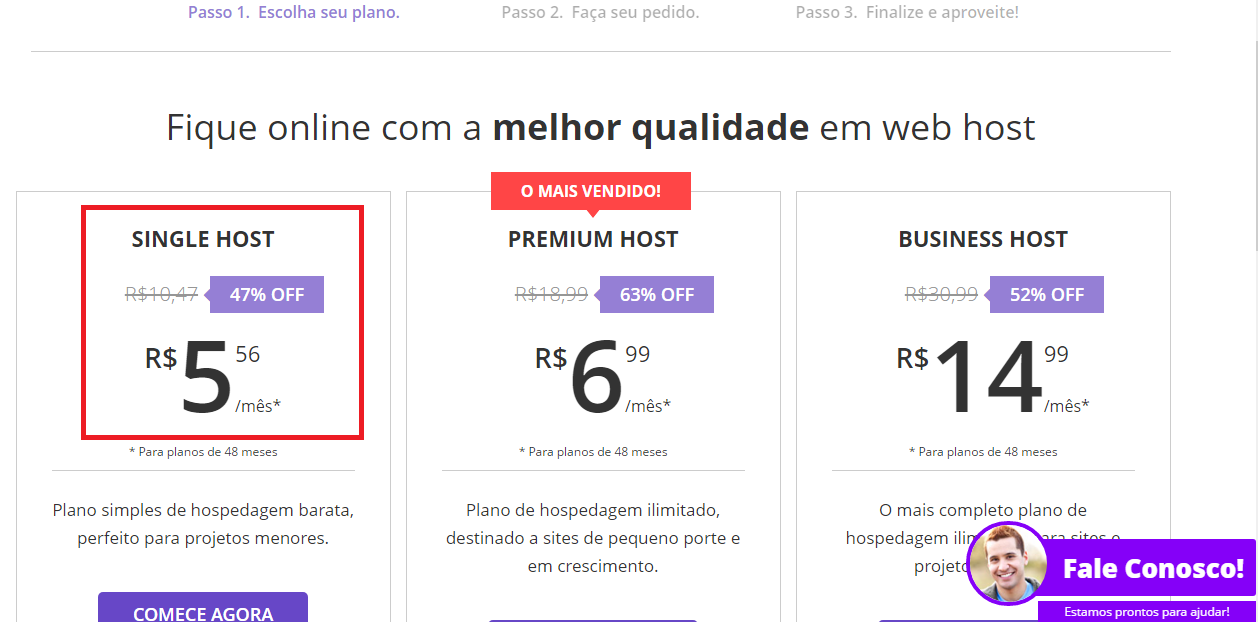 Passo 1. Escolha seu plano.
Passo 2. Faça seu pedido.
Passo 3. Finalize e aproveite!
Fique online com a melhor qualidade em web host
O MAIS VENDIDO!
SINGLE HOST
R$10,47
47% OFF
R$5 56
/mês*
* Para planos de 48 meses
Plano simples de hospedagem barata,
perfeito para projetos menores.
COMECE AGORA
PREMIUM HOST
R$18,99
63% OFF
R$6 99
/mês*
* Para planos de 48 meses
Plano de hospedagem ilimitado,
destinado a sites de pequeno porte e
em crescimento.
BUSINESS HOST
R$30,99
52% OFF
R$14 99
/mês*
* Para planos de 48 meses
O mais completo plano de
hospedagem sites e
Fale Conosco!
Estamos prontos para ajudar!